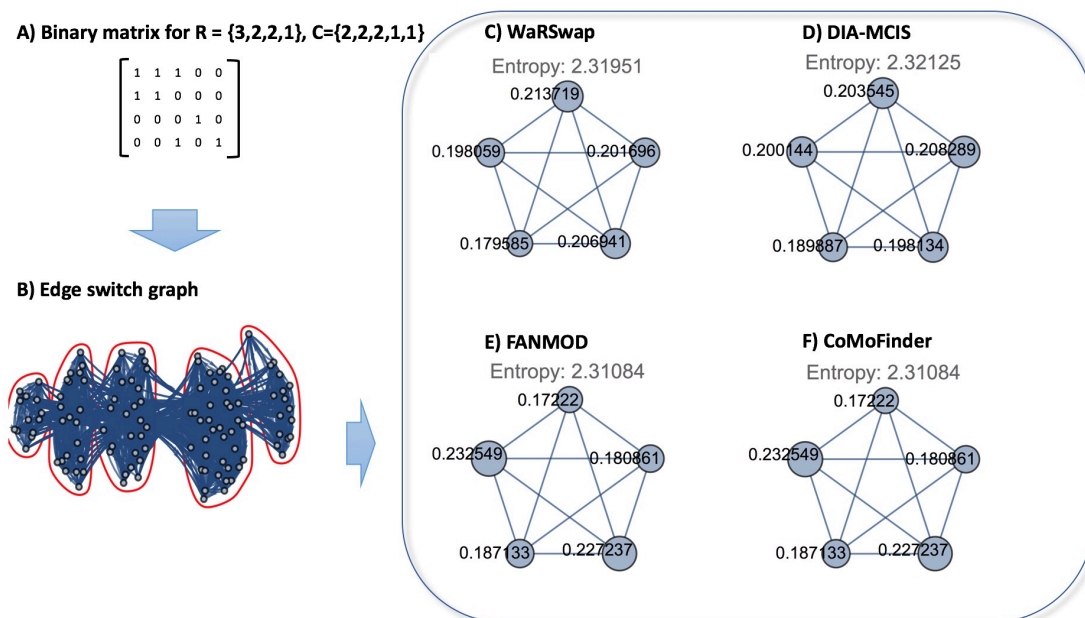 A) Binary matrix for R = {3,2,2,1}, C={2,2,2,1,1}
1 1 1 0 0
1 1 0 0 0
0 0 0 1 0
0 0 1 0 1
B) Edge switch graph
C) WaRSwap
Entropy: 2.31951
0.213719
0.198059
0.201696
0.179585
0.206941
D) DIA-MCIS
Entropy: 2.32125
0.203545
0.200144
0.208289
0.189887
0.198134
E) FANMOD
Entropy: 2.31084
0.17222
0.232549
0.180861
0.187133
0.227237
F) CoMoFinder
Entropy: 2.31084
0.17222
0.232549
0.180861
0.187133
0.227237